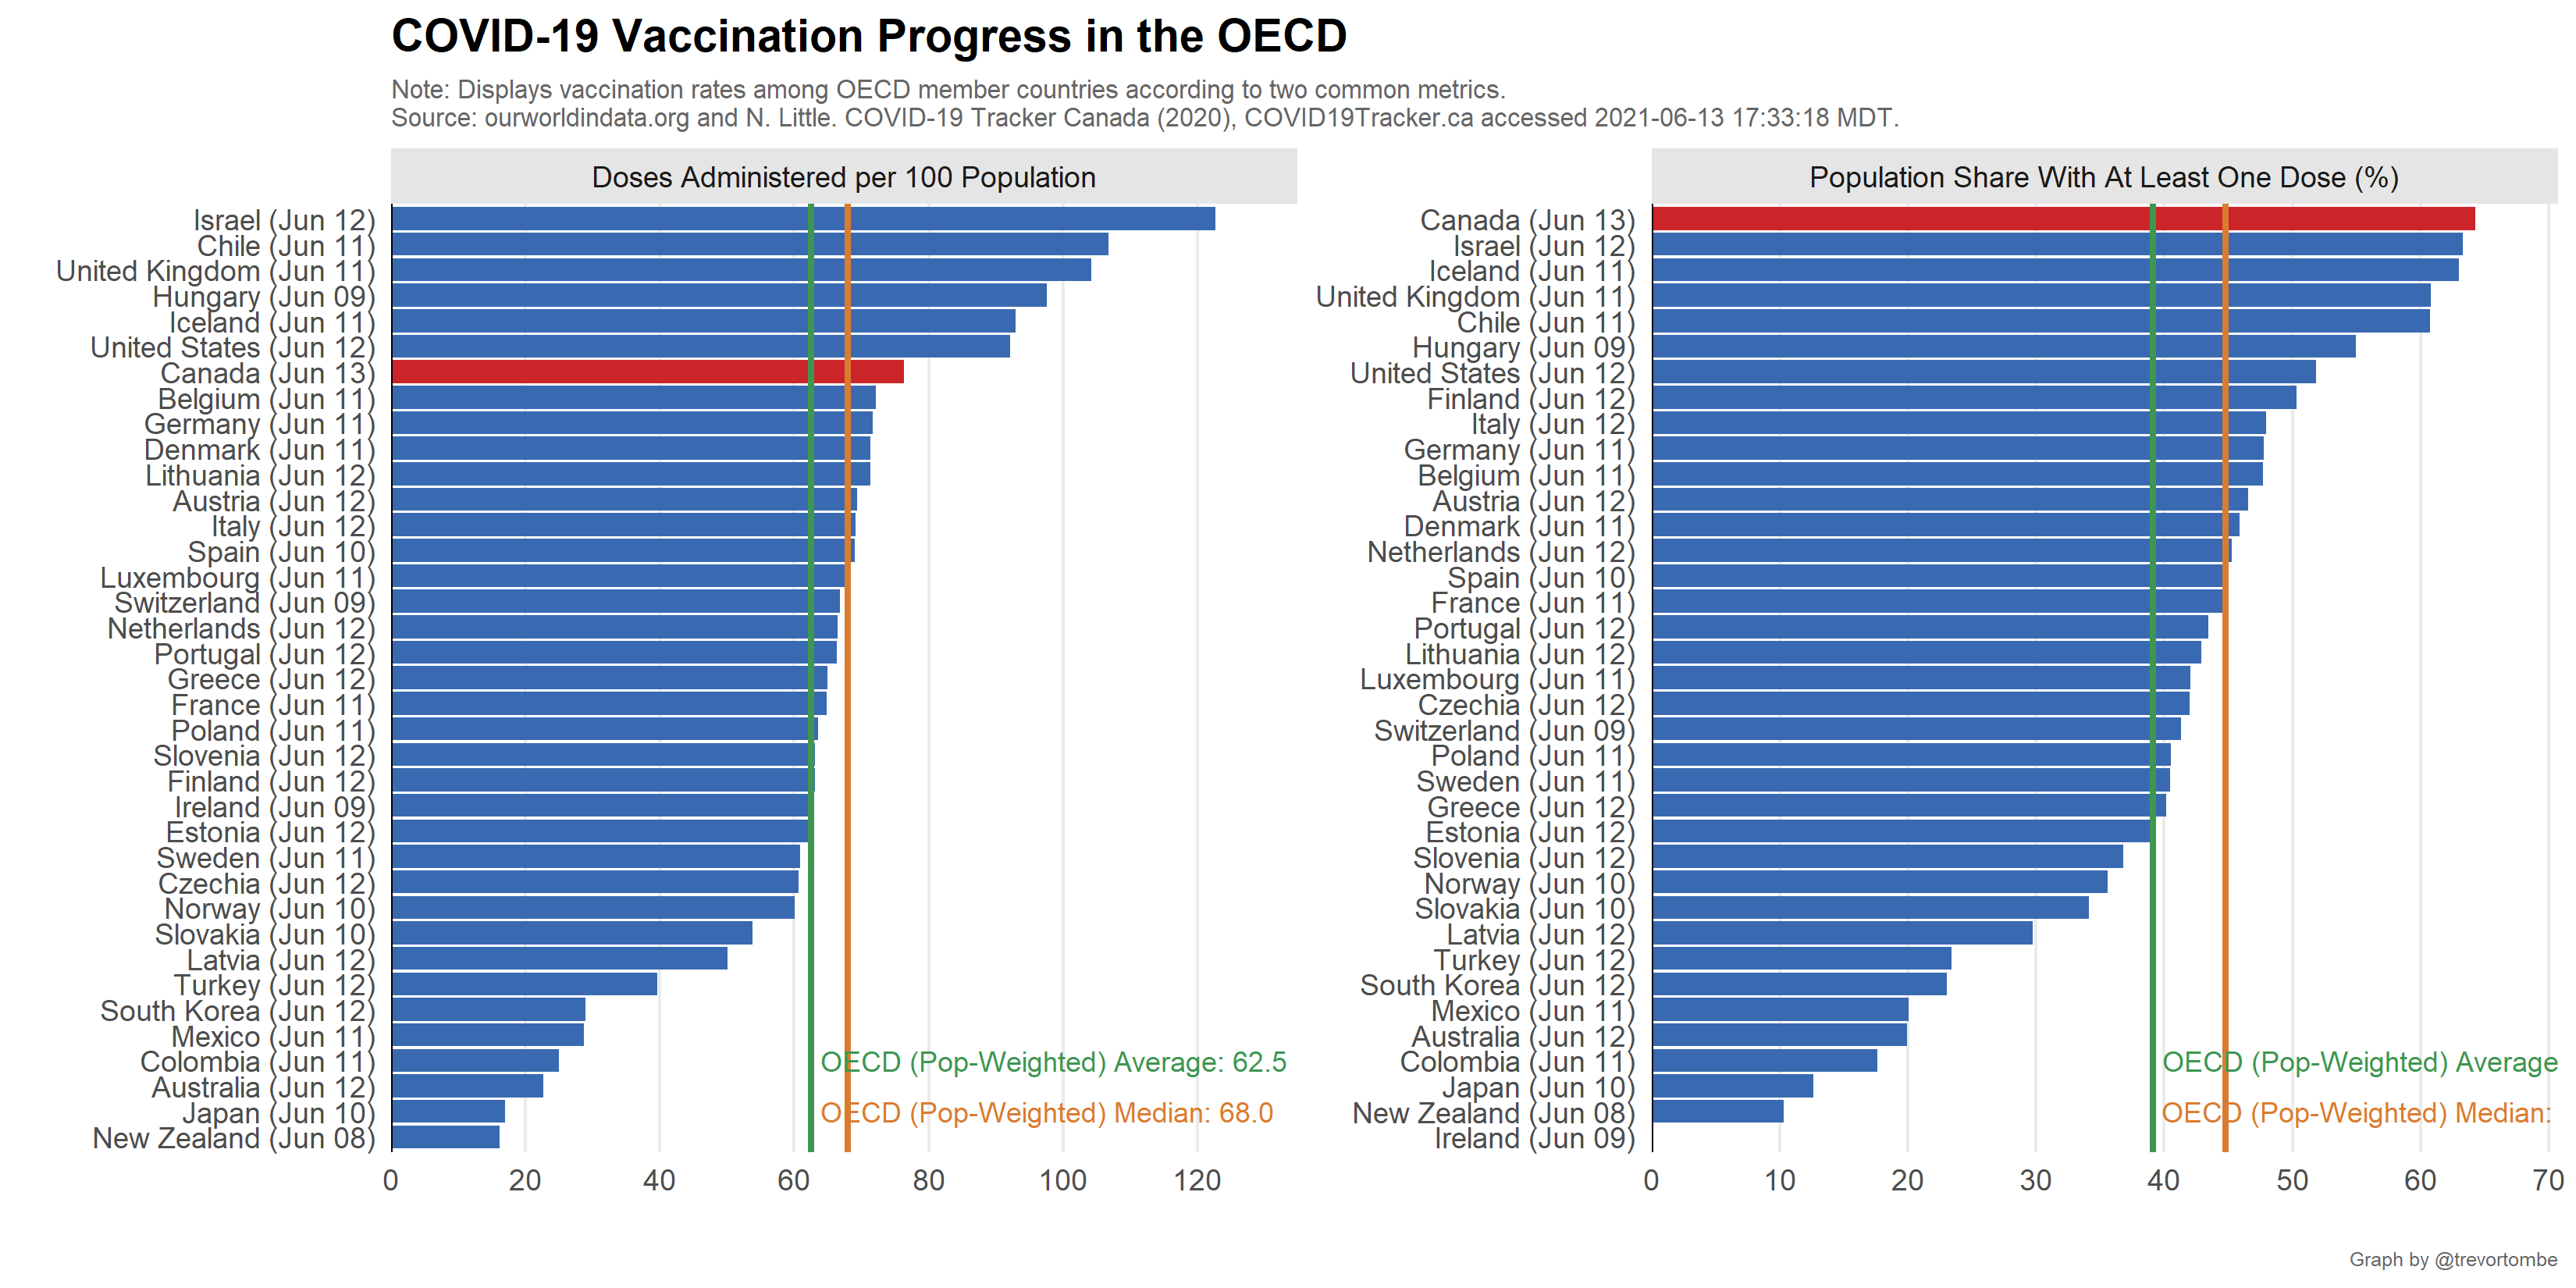 COVID-19 Vaccination Progress in the OECD
Note: Displays vaccination rates among OECD member countries according to two common metrics.
Source: ourworldindata.org and N. Little. COVID-19 Tracker Canada (2020), COVID19Tracker.ca accessed 2021-06-13 17:33:18 MDT.
Doses Administered per 100 Population
Israel (Jun 12)
Chile (Jun 11)
United Kingdom (Jun 11)
Hungary (Jun 09)
Iceland (Jun 11)
United States (Jun 12)
Canada (Jun 13)
Belgium (Jun 11)
Germany (Jun 11)
Denmark (Jun 11)
Lithuania (Jun 12)
Austria (Jun 12)
Italy (Jun 12)
Spain (Jun 10)
Luxembourg (Jun 11)
Switzerland (Jun 09)
Netherlands (Jun 12)
Portugal (Jun 12)
Greece (Jun 12)
France (Jun 11)
Poland (Jun 11)
Slovenia (Jun 12)
Finland (Jun 12)
Ireland (Jun 09)
Estonia (Jun 12)
Sweden (Jun 11)
Czechia (Jun 12)
Norway (Jun 10)
Slovakia (Jun 10)
Latvia (Jun 12)
Turkey (Jun 12)
South Korea (Jun 12)
Mexico (Jun 11)
Colombia (Jun 11)
Australia (Jun 12)
Japan (Jun 10)
New Zealand (Jun 08)
OECD (Pop-Weighted) Average: 62.5
OECD (Pop-Weighted) Median: 68.0
0 20 40 60 80 100 120
Population Share With At Least One Dose (%)
Canada (Jun 13)
Israel (Jun 12)
Iceland (Jun 11)
United Kingdom (Jun 11)
Chile (Jun 11)
Hungary (Jun 09)
United States (Jun 12)
Finland (Jun 12)
Italy (Jun 12)
Germany (Jun 11)
Belgium (Jun 11)
Austria (Jun 12)
Denmark (Jun 11)
Netherlands (Jun 12)
Spain (Jun 10)
France (Jun 11)
Portugal (Jun 12)
Lithuania (Jun 12)
Luxembourg (Jun 11)
Czechia (Jun 12)
Switzerland (Jun 09)
Poland (Jun 11)
Sweden (Jun 11)
Greece (Jun 12)
Estonia (Jun 12)
Slovenia (Jun 12)
Norway (Jun 10)
Slovakia (Jun 10)
Latvia (Jun 12)
Turkey (Jun 12)
South Korea (Jun 12)
Mexico (Jun 11)
Australia (Jun 12)
Colombia (Jun 11)
Japan (Jun 10)
New Zealand (Jun 08)
Ireland (Jun 09)
OECD (Pop-Weighted) Average
OECD (Pop-Weighted) Median:
0 10 20 30 40 50 60 70
Graph by @trevortombe